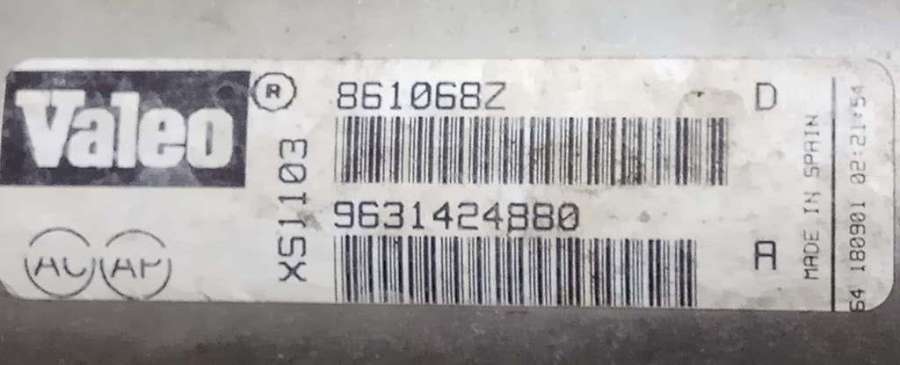 Valeo ®
XS1103
861068Z D
9631424880 A
AC AP
MADE IN SPAIN
64 180901 02:21:54